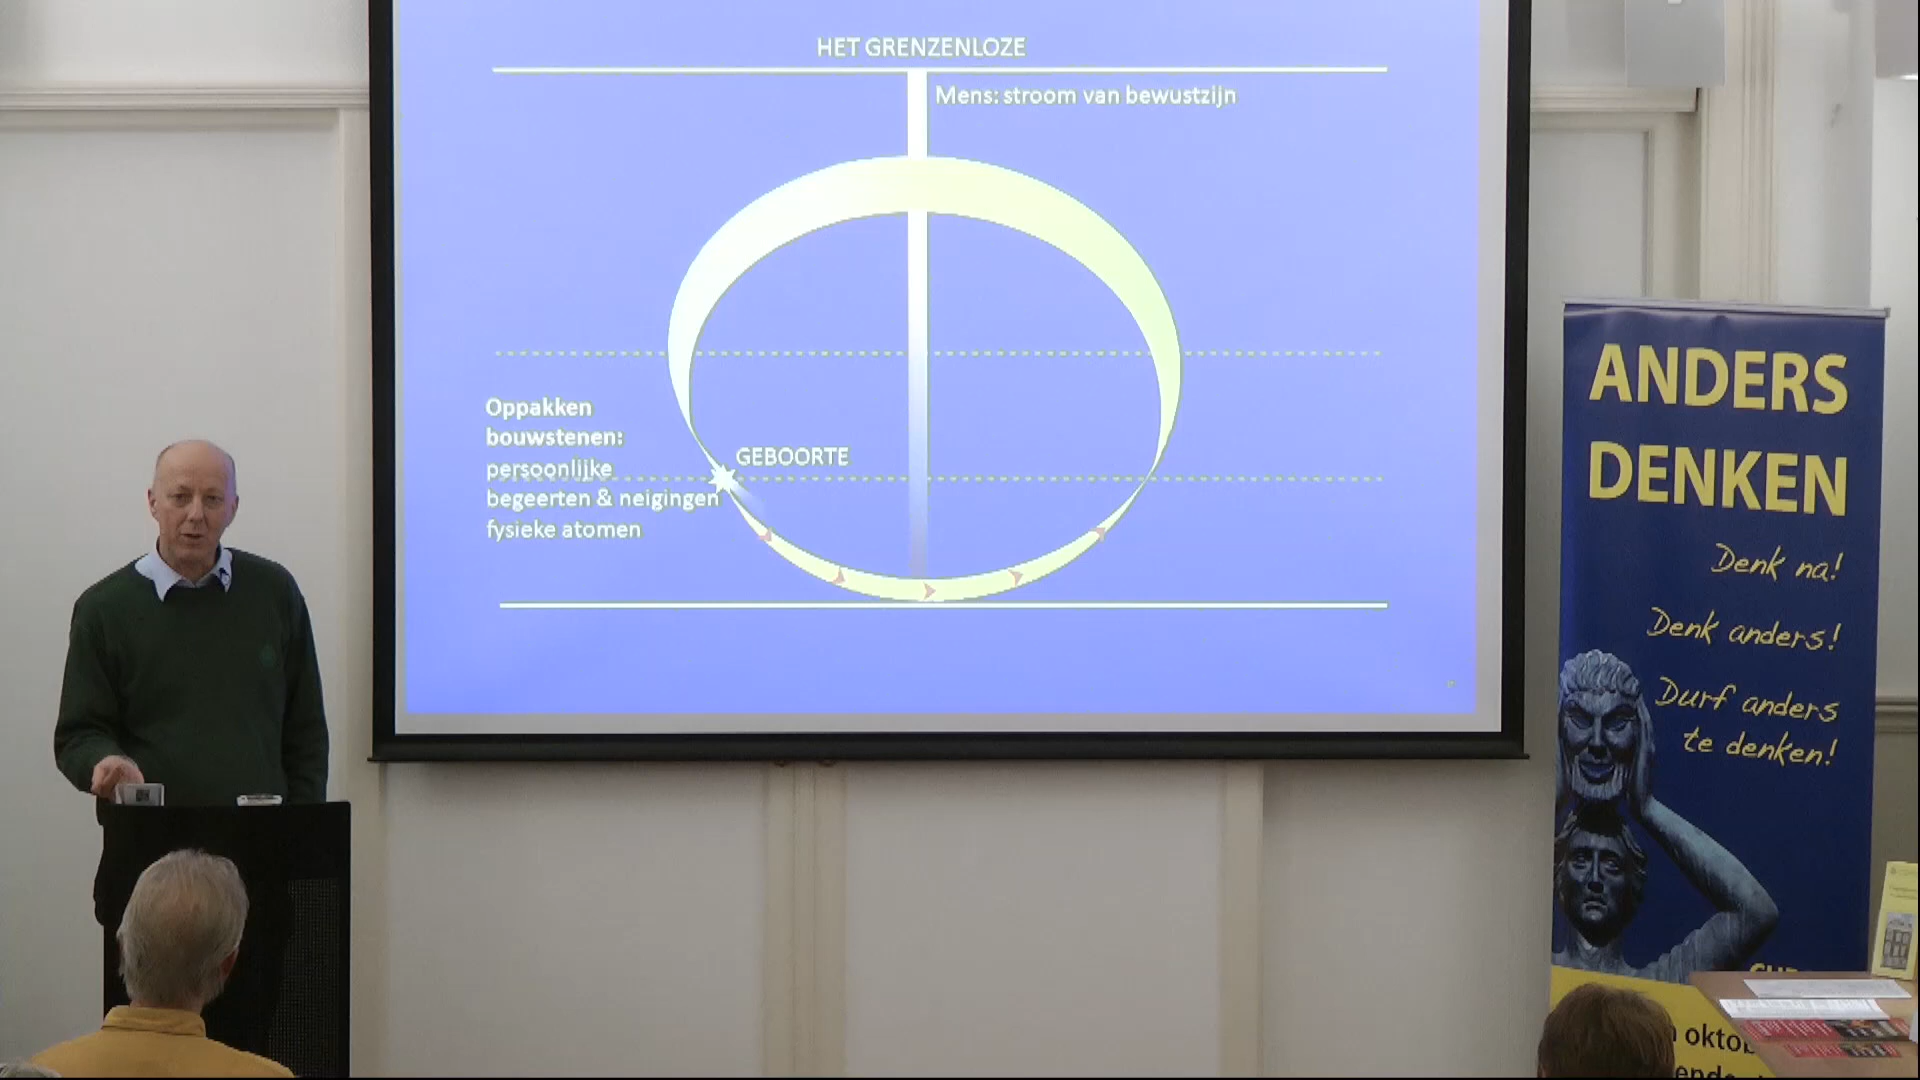 HET GRENZENLOZE
Mens: stroom van bewustzijn
Oppakken
bouwstenen:
persoonlijke
begeerten & neigingen
fysieke atomen
GEBOORTE
ANDERS
DENKEN
Denk na!
Denk anders!
Durf anders
te denken!